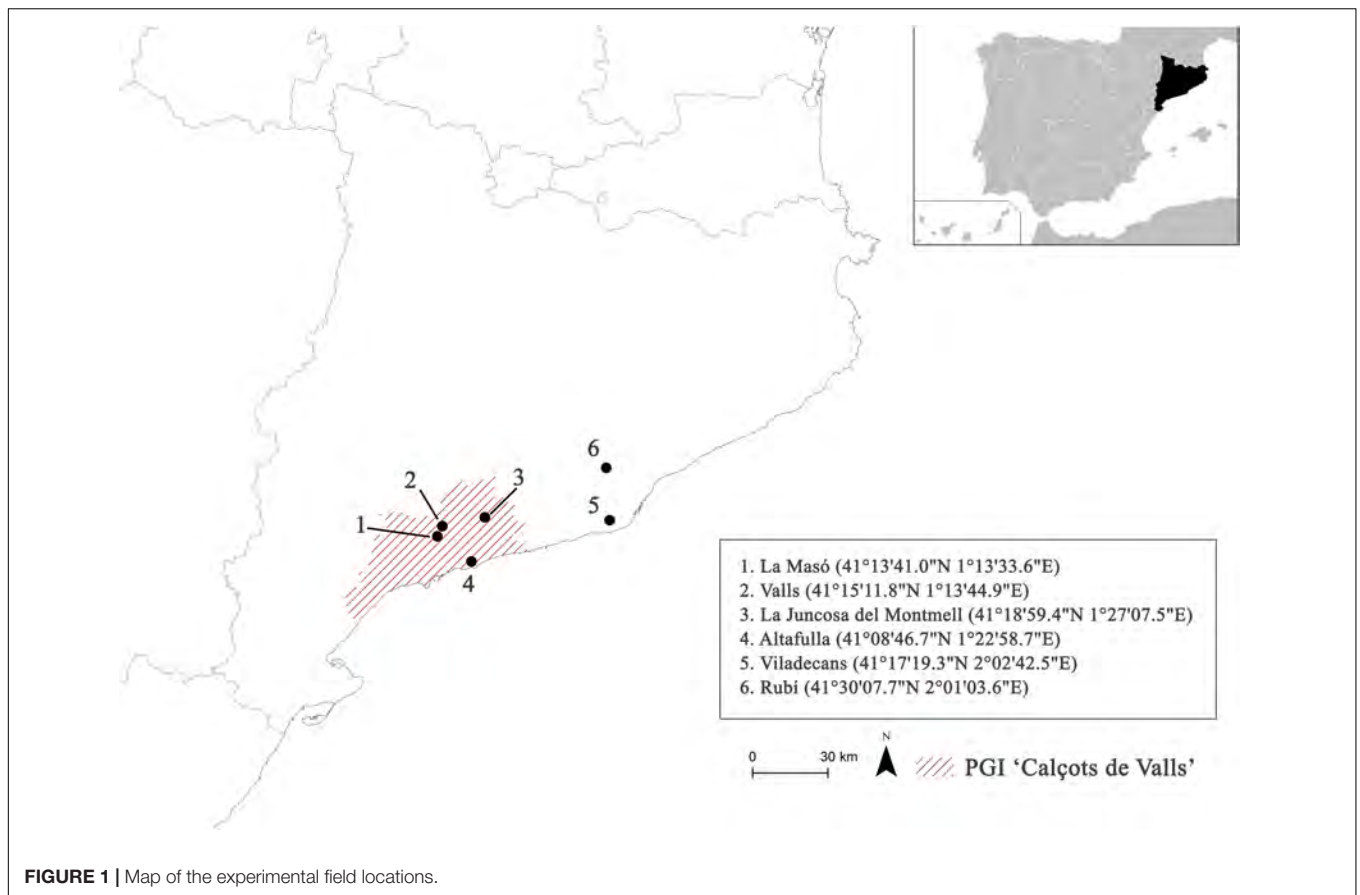 6
2
3
5
1
4
1. La Masó (41°13'41.0"N 1°13'33.6"E)
2. Valls (41°15'11.8"N 1°13'44.9"E)
3. La Juncosa del Montmell (41°18'59.4"N 1°27'07.5"E)
4. Altafulla (41°08'46.7"N 1°22'58.7"E)
5. Viladecans (41°17'19.3"N 2°02'42.5"E)
6. Rubí (41°30'07.7"N 2°01'03.6"E)
N
0 30 km
PGI ‘Calçots de Valls’
FIGURE 1 | Map of the experimental field locations.